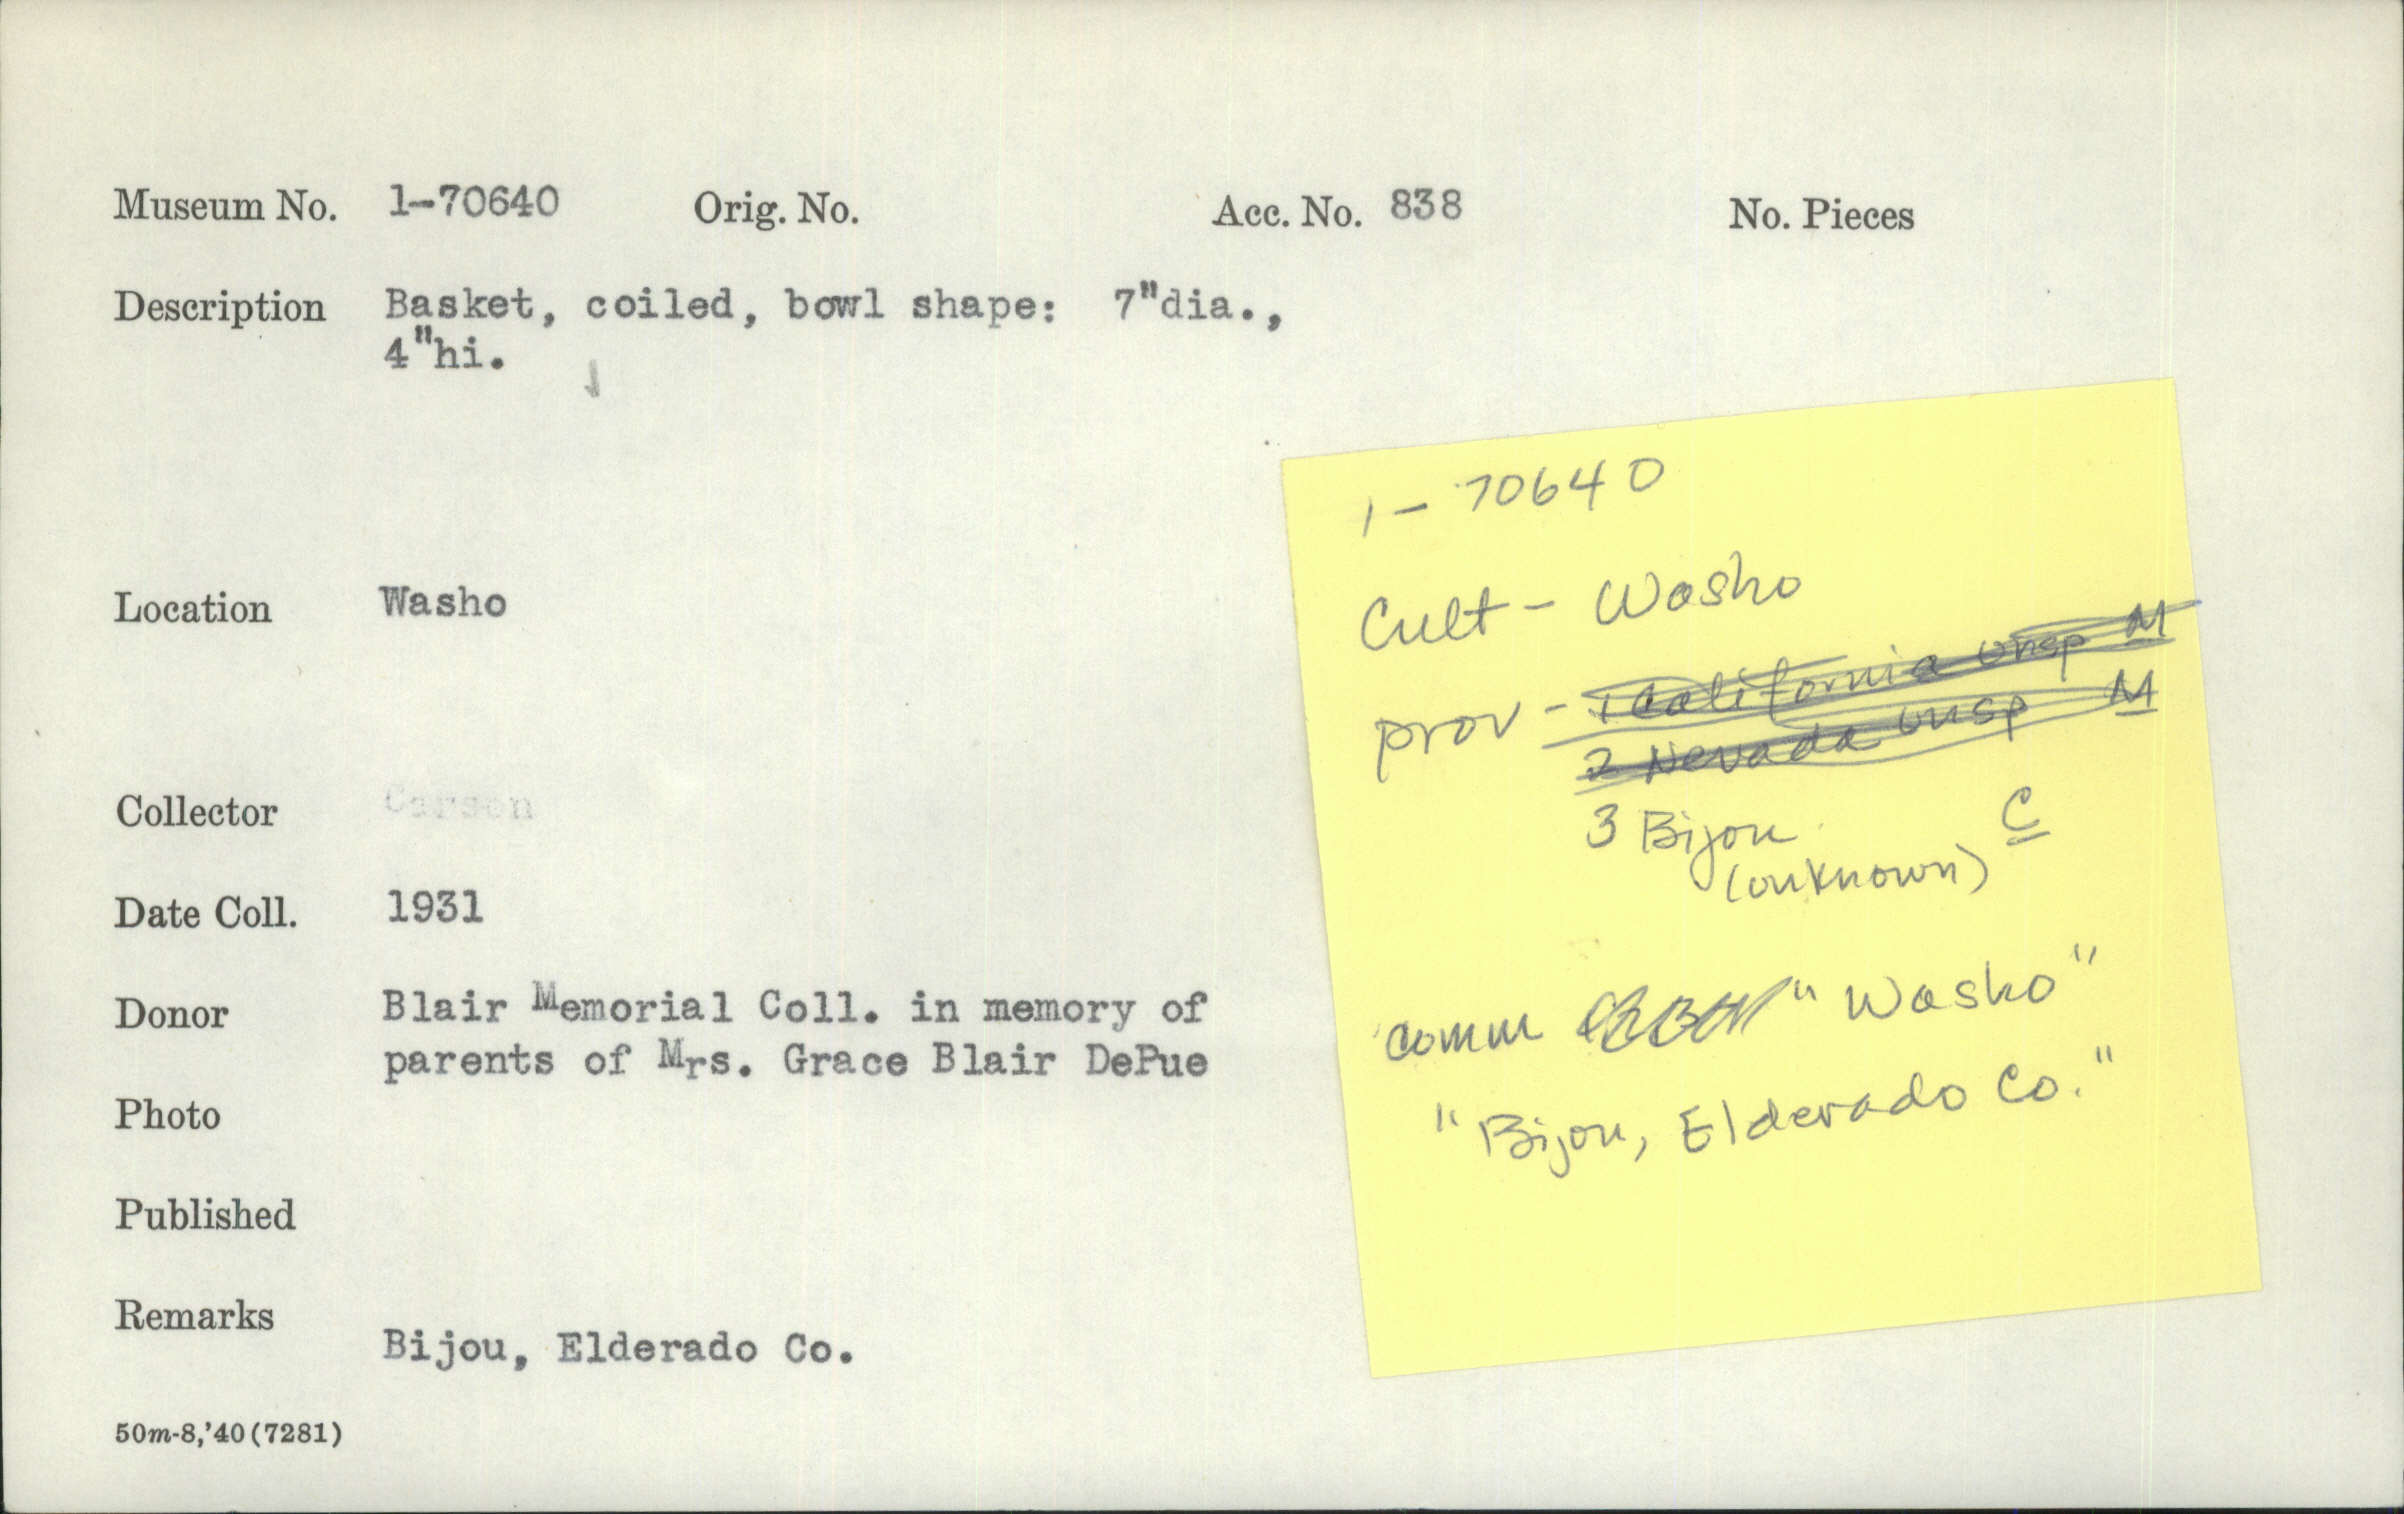 Museum No. 1-70640 Orig. No. Acc. No. 838 No. Pieces
Description Basket, coiled, bowl shape: 7"dia.,
4"hi.
Location Washo
Collector Carson
Date Coll. 1931
Donor Blair Memorial Coll. in memory of
parents of Mrs. Grace Blair DePue
Photo
Published
Remarks
Bijou, Elderado Co.
50m-8,'40(7281)
1-70640
Cult - Washo
prov - 1 California unsp M
2 Nevada unsp M
3 Bijou C
(unknown)
comm "Washo"
"Bijou, Elderado Co."